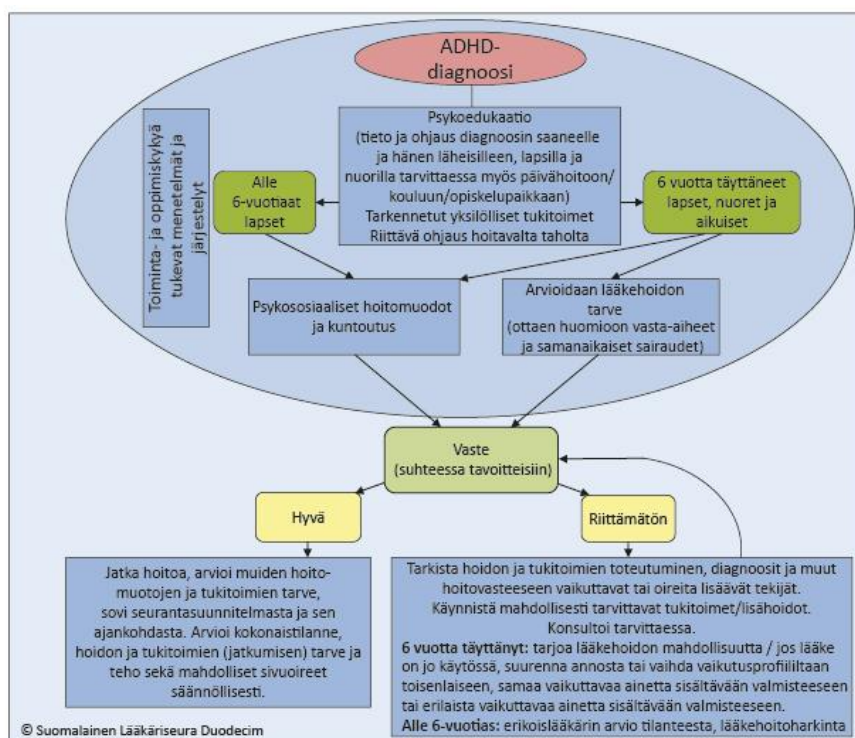 ADHD-
diagnoosi
Psykoedukaatio
(tieto ja ohjaus diagnoosin saaneelle
ja hänen läheisilleen, lapsilla ja
nuorilla tarvittaessa myös päivähoitoon/
kouluun/opiskelupaikkaan)
Tarkennetut yksilölliset tukitoimet
Riittävä ohjaus hoitavalta taholta
Toiminta- ja oppimiskykyä
tukevat menetelmät ja
järjestelyt
Alle
6-vuotiaat
lapset
6 vuotta täyttäneet
lapset, nuoret ja
aikuiset
Psykososiaaliset hoitomuodot
ja kuntoutus
Arvioidaan lääkehoidon
tarve
(ottaen huomioon vasta-aiheet
ja samanaikaiset sairaudet)
Vaste
(suhteessa tavoitteisiin)
Hyvä
Riittämätön
Jatka hoitoa, arvioi muiden hoito-
muotojen ja tukitoimien tarve,
sovi seurantasuunnitelmasta ja sen
ajankohdasta. Arvioi kokonaistilanne,
hoidon ja tukitoimien (jatkumisen) tarve ja
teho sekä mahdolliset sivuoireet
säännöllisesti.
Tarkista hoidon ja tukitoimien toteutuminen, diagnoosit ja muut
hoitovasteeseen vaikuttavat tai oireita lisäävät tekijät.
Käynnistä mahdollisesti tarvittavat tukitoimet/lisähoidot.
Konsultoi tarvittaessa.
6 vuotta täyttänyt: tarjoa lääkehoidon mahdollisuutta / jos lääke
on jo käytössä, suurenna annosta tai vaihda vaikutusprofiililtaan
toisenlaiseen, samaa vaikuttavaa ainetta sisältävään valmisteeseen
tai erilaista vaikuttavaa ainetta sisältävään valmisteeseen.
Alle 6-vuotias: erikoislääkärin arvio tilanteesta, lääkehoitoharkinta
© Suomalainen Lääkäriseura Duodecim